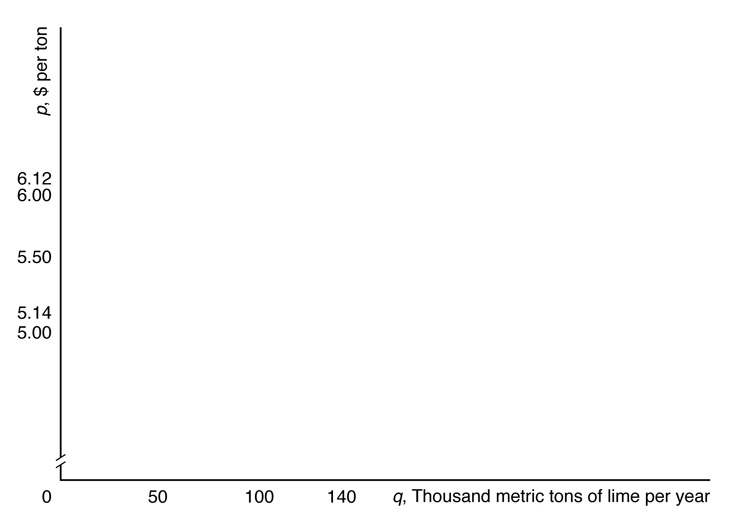 p, $ per ton
6.12
6.00
5.50
5.14
5.00
0 50 100 140 q, Thousand metric tons of lime per year